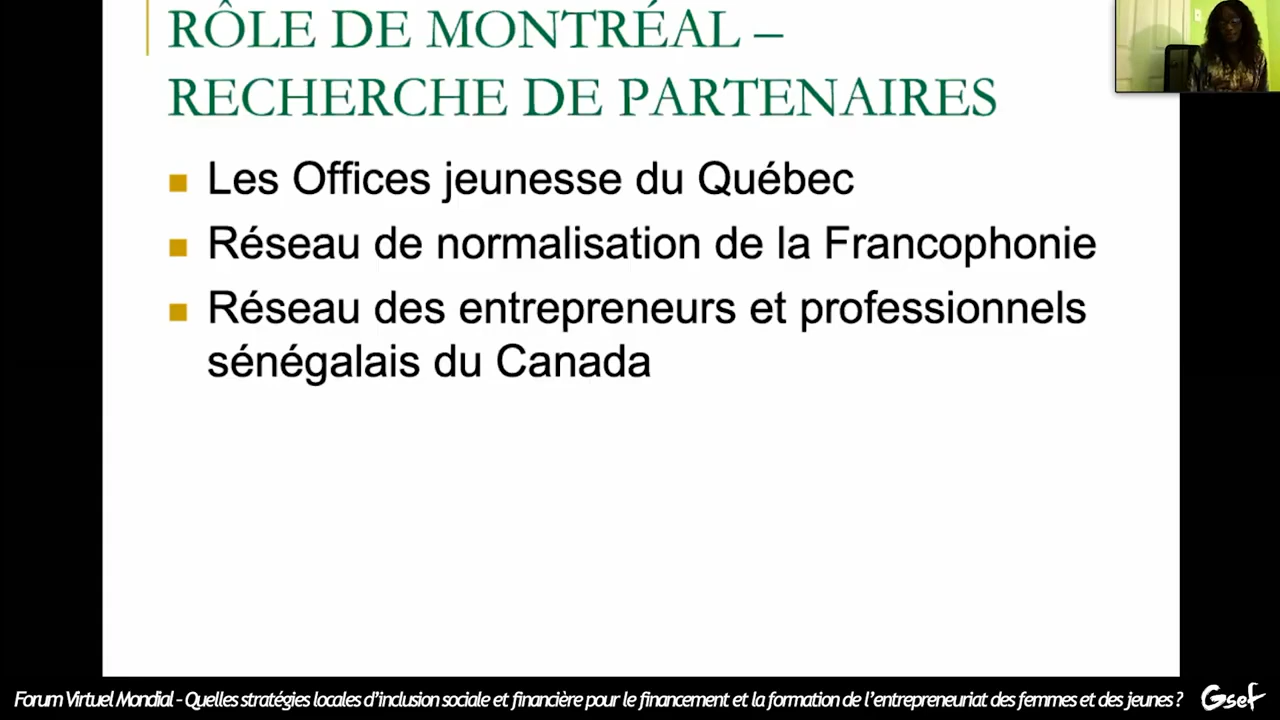 RÔLE DE MONTRÉAL –
RECHERCHE DE PARTENAIRES
Les Offices jeunesse du Québec
Réseau de normalisation de la Francophonie
Réseau des entrepreneurs et professionnels
sénégalais du Canada
Forum Virtuel Mondial - Quelles stratégies locales d'inclusion sociale et financière pour le financement et la formation de l'entrepreneuriat des femmes et des jeunes ?
Gsef